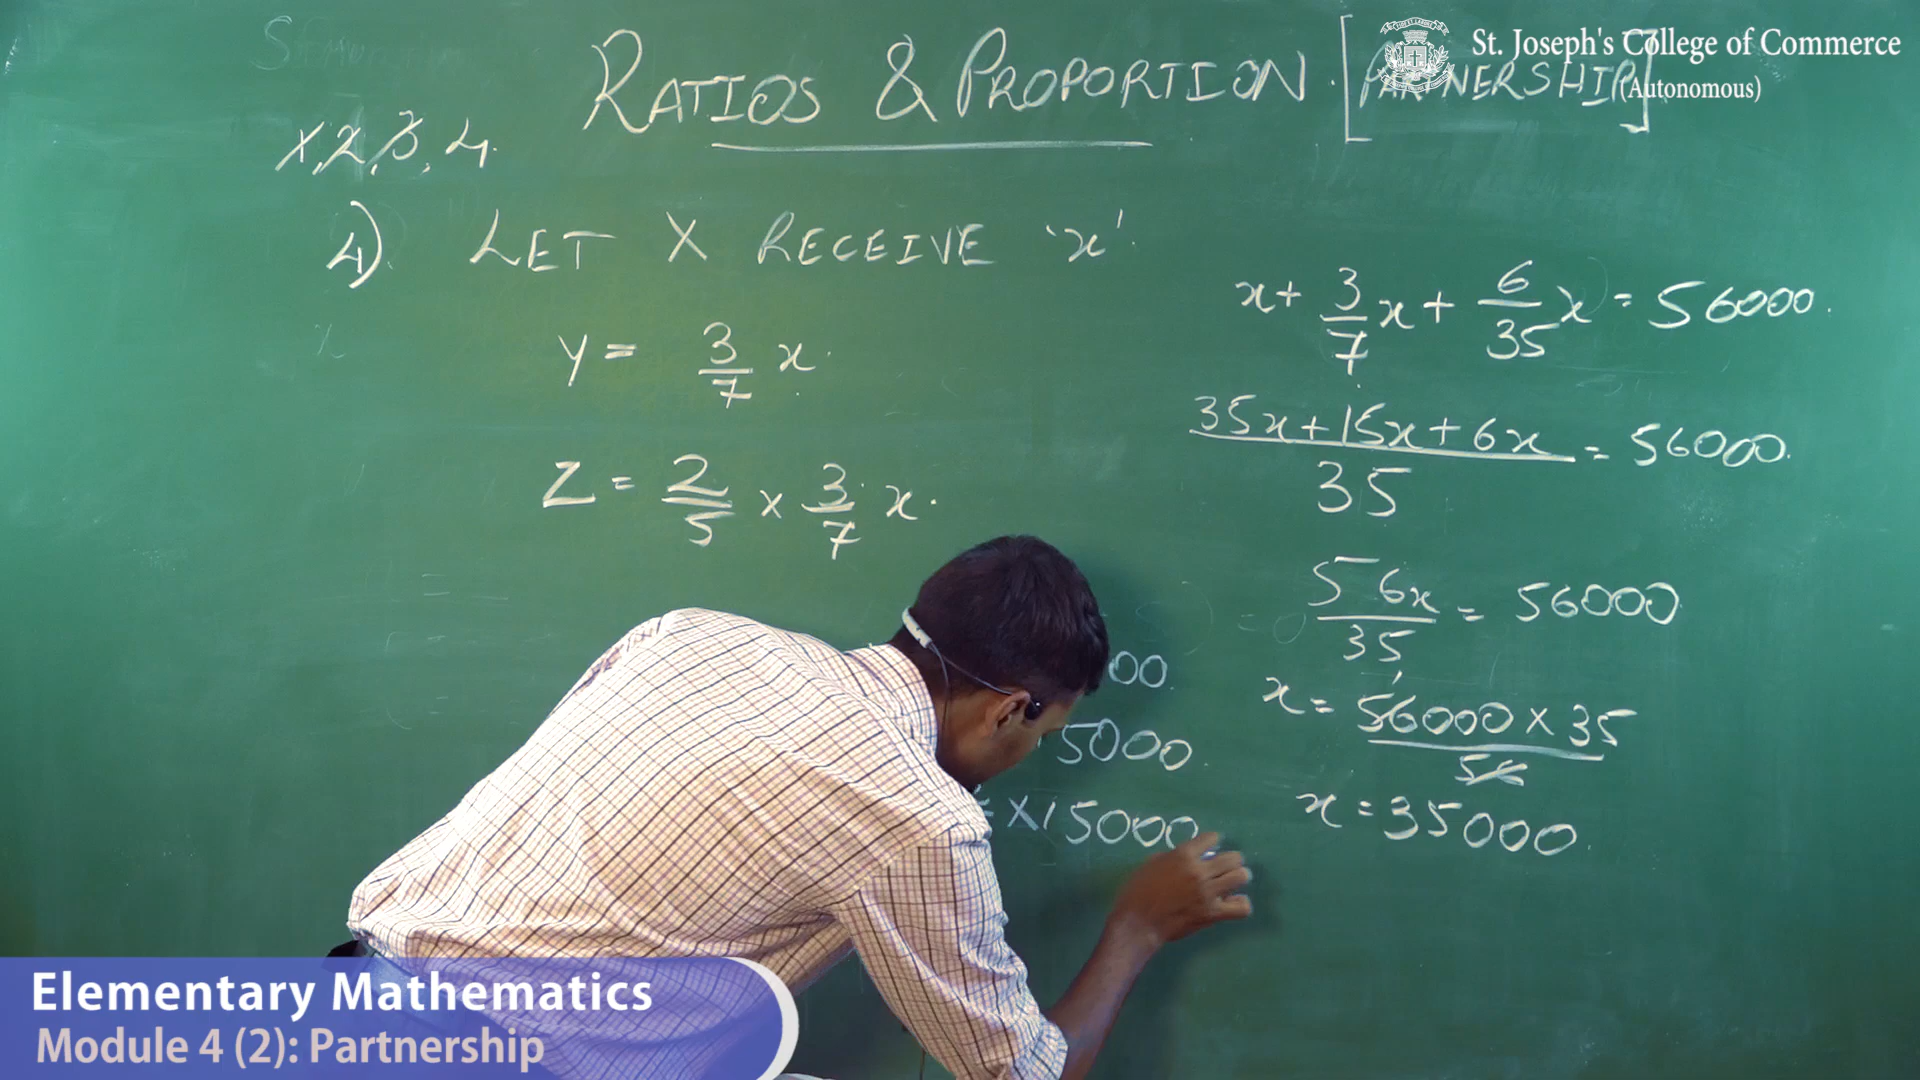 St. Joseph's College of Commerce
(Autonomous)
RATIOS & PROPORTION. [PARTNERSHIP]
1, 2, 3, 4.
4). LET X RECEIVE 'x'.
Y = 3/7 x.
Z = 2/5 × 3/7 x.
00.
5000.
×15000
x + 3/7 x + 6/35 x = 56000.
35x+15x+6x / 35 = 56000.
56x / 35 = 56000.
x = 56000 × 35 / 56
x = 35000.
Elementary Mathematics
Module 4 (2): Partnership